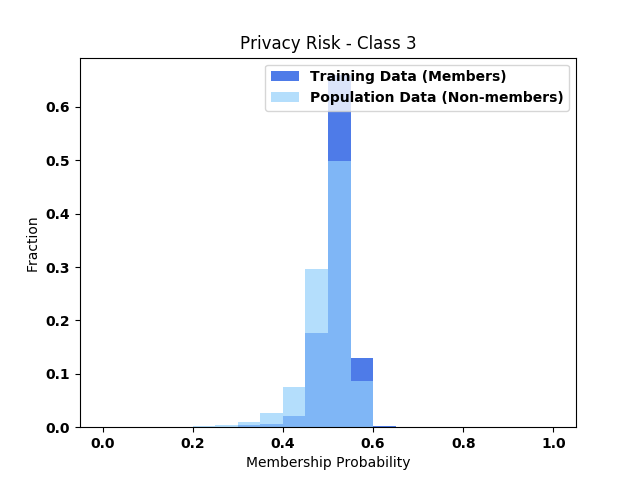 Privacy Risk - Class 3
Training Data (Members)
Population Data (Non-members)
Fraction
0.6
0.5
0.4
0.3
0.2
0.1
0.0
0.0 0.2 0.4 0.6 0.8 1.0
Membership Probability